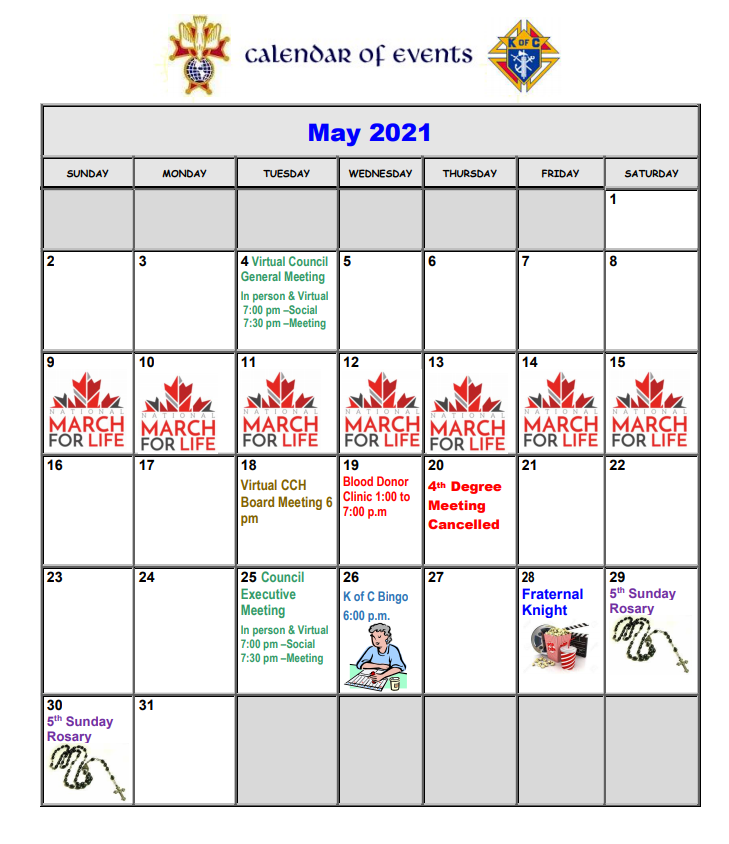 CALENDAR OF EVENTS
K OF C
May 2021
SUNDAY MONDAY TUESDAY WEDNESDAY THURSDAY FRIDAY SATURDAY
1
2
3
4 Virtual Council
General Meeting
In person & Virtual
7:00 pm –Social
7:30 pm –Meeting
5
6
7
8
9
NATIONAL
MARCH
FOR LIFE
10
NATIONAL
MARCH
FOR LIFE
11
NATIONAL
MARCH
FOR LIFE
12
NATIONAL
MARCH
FOR LIFE
13
NATIONAL
MARCH
FOR LIFE
14
NATIONAL
MARCH
FOR LIFE
15
NATIONAL
MARCH
FOR LIFE
16
17
18
Virtual CCH
Board Meeting 6
pm
19
Blood Donor
Clinic 1:00 to
7:00 p.m
20
4th Degree
Meeting
Cancelled
21
22
23
24
25 Council
Executive
Meeting
In person & Virtual
7:00 pm –Social
7:30 pm –Meeting
26
K of C Bingo
6:00 p.m.
27
28
Fraternal
Knight
29
5th Sunday
Rosary
30
5th Sunday
Rosary
31